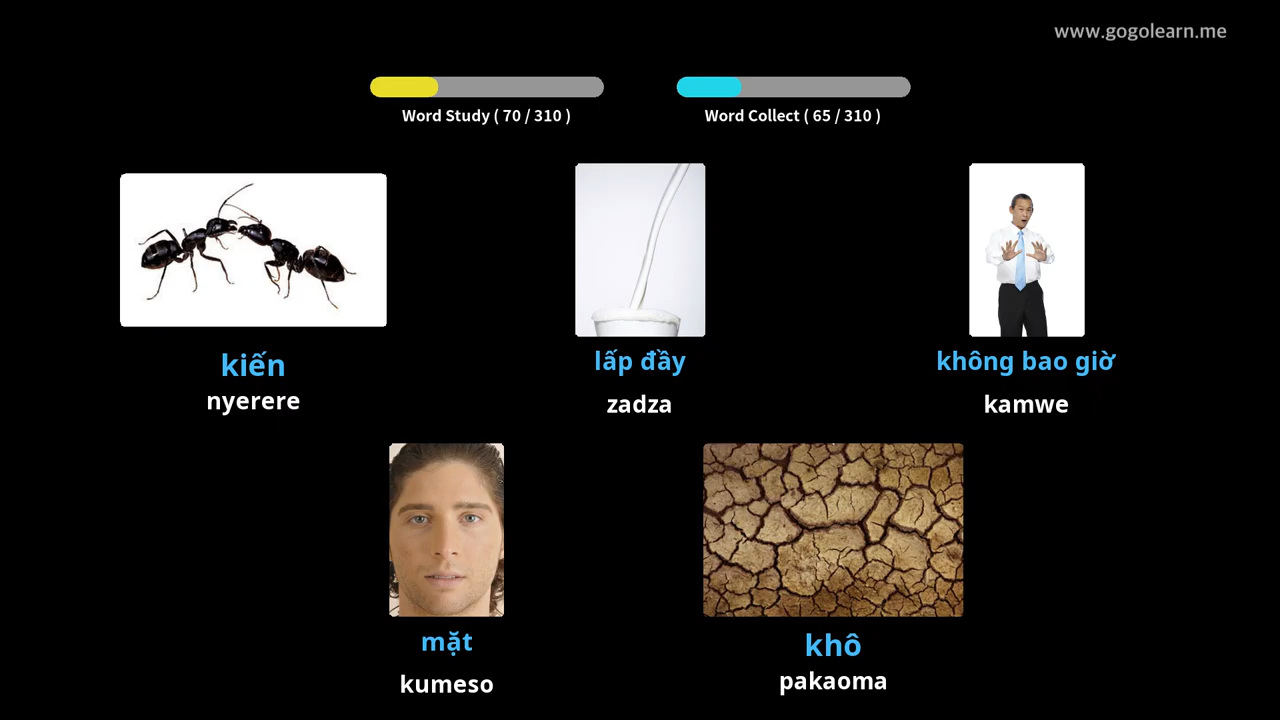 www.gogolearn.me
Word Study ( 70 / 310 )
Word Collect ( 65 / 310 )
kiến
nyerere
lấp đầy
zadza
không bao giờ
kamwe
mặt
kumeso
khô
pakaoma